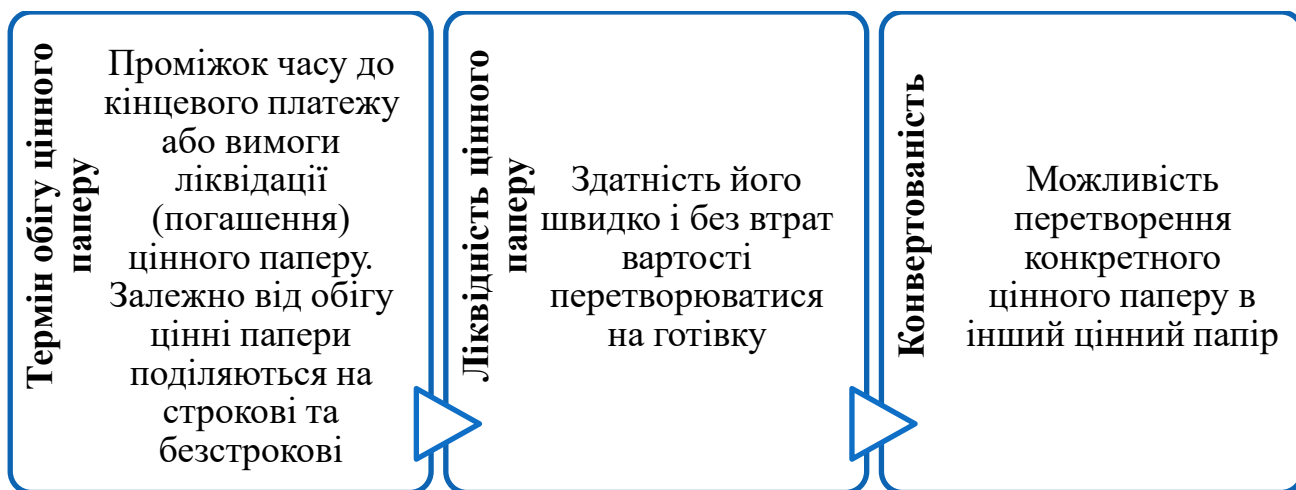 Термін обігу цінного
паперу
Проміжок часу до
кінцевого платежу
або вимоги
ліквідації
(погашення)
цінного паперу.
Залежно від обігу
цінні папери
поділяються на
строкові та
безстрокові
Ліквідність цінного
паперу
Здатність його
швидко і без втрат
вартості
перетворюватися
на готівку
Конвертованість
Можливість
перетворення
конкретного
цінного паперу в
інший цінний папір